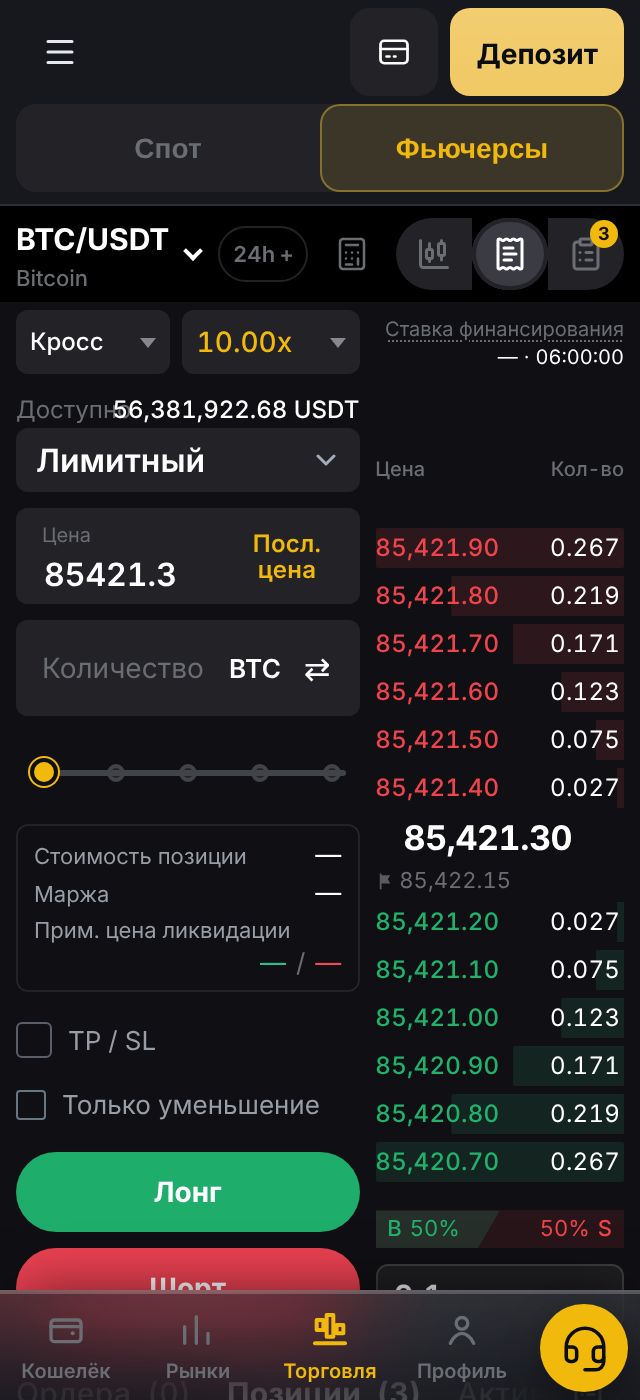 Депозит
Спот
Фьючерсы
BTC/USDT
Bitcoin
24h +
3
Кросс
10.00x
Ставка финансирования
— · 06:00:00
Доступно
56,381,922.68 USDT
Лимитный
Цена
85421.3
Посл.
цена
Количество
BTC
Стоимость позиции —
Маржа —
Прим. цена ликвидации
— / —
TP / SL
Только уменьшение
Лонг
Шорт
Цена Кол-во
85,421.90 0.267
85,421.80 0.219
85,421.70 0.171
85,421.60 0.123
85,421.50 0.075
85,421.40 0.027
85,421.30
85,422.15
85,421.20 0.027
85,421.10 0.075
85,421.00 0.123
85,420.90 0.171
85,420.80 0.219
85,420.70 0.267
B 50% 50% S
Кошелёк
Рынки
Торговля
Профиль
Ордера (0) Позиции (3)